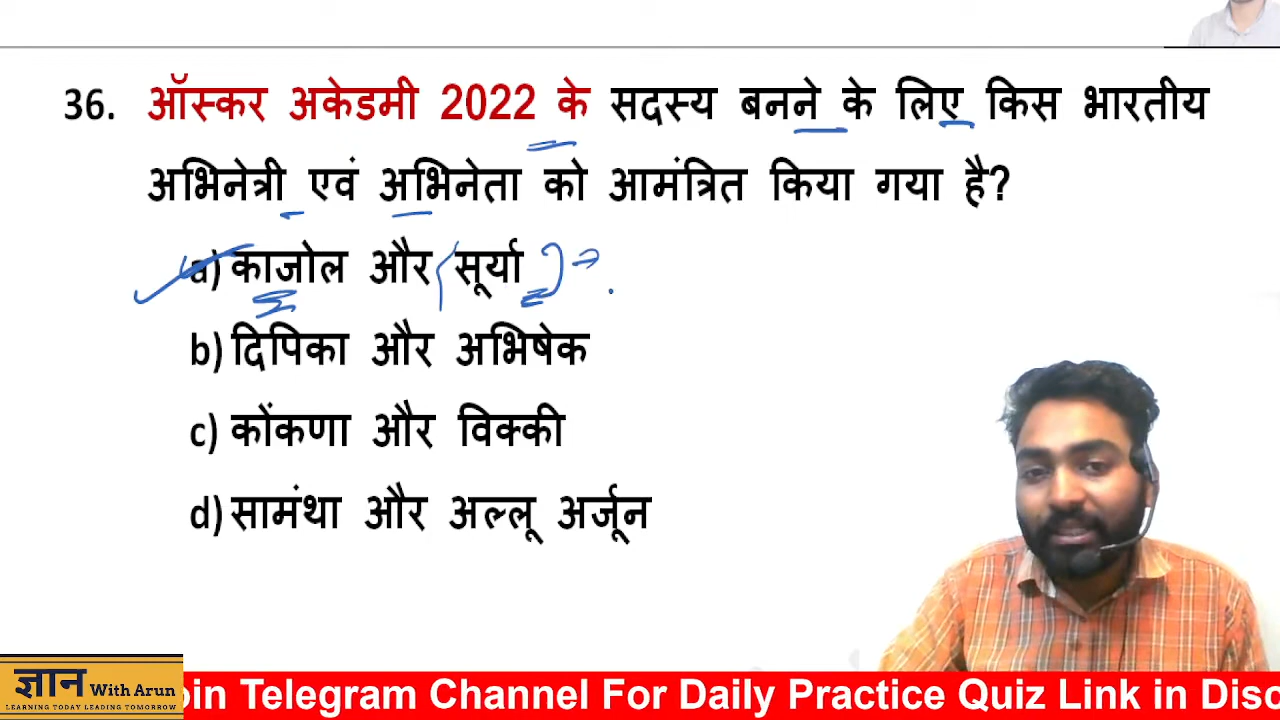 36. ऑस्कर अकेडमी 2022 के सदस्य बनने के लिए किस भारतीय
अभिनेत्री एवं अभिनेता को आमंत्रित किया गया है?
a) काजोल और सूर्या
b) दिपिका और अभिषेक
c) कोंकणा और विक्की
d) सामंथा और अल्लू अर्जून
ज्ञान With Arun
LEARNING TODAY LEADING TOMORROW
oin Telegram Channel For Daily Practice Quiz Link in Disc